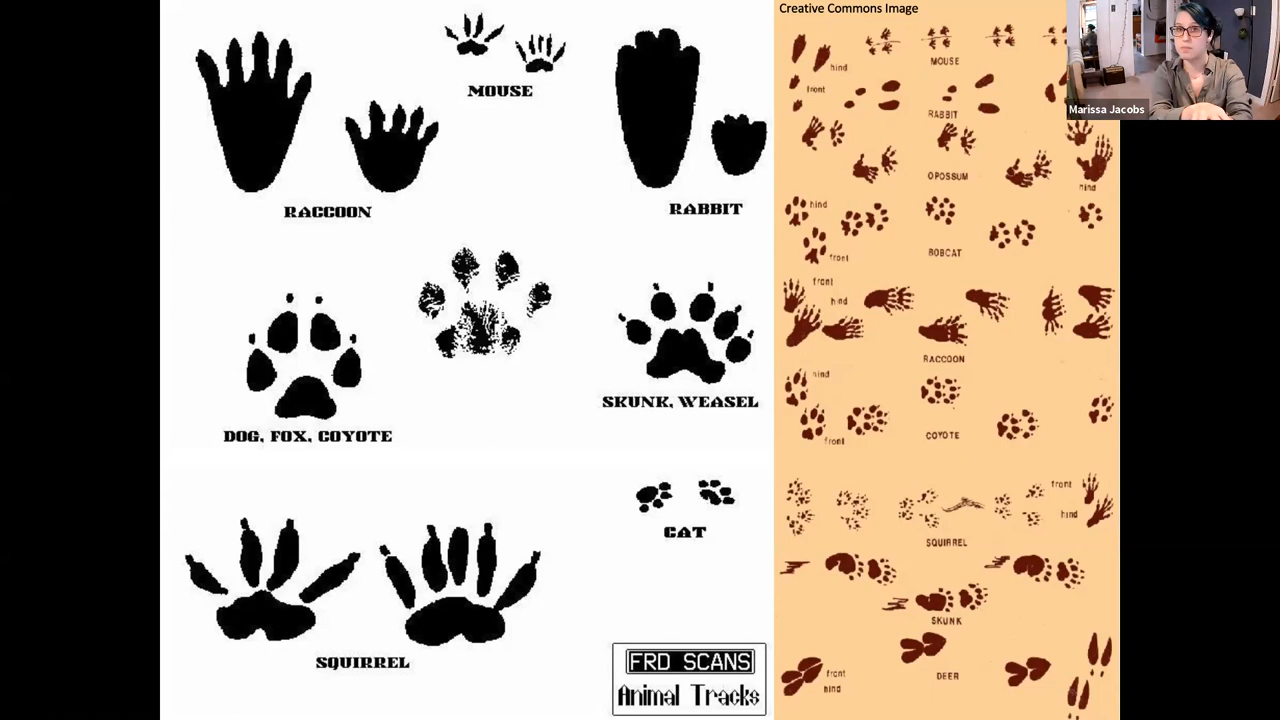 Creative Commons Image
Marissa Jacobs
MOUSE
RACCOON
RABBIT
DOG, FOX, COYOTE
SKUNK, WEASEL
CAT
SQUIRREL
FRD SCANS
Animal Tracks
hind
MOUSE
front
RABBIT
OPOSSUM
hind
hind
BOBCAT
front
front
hind
RACCOON
hind
COYOTE
front
front
hind
SQUIRREL
SKUNK
DEER
front
hind